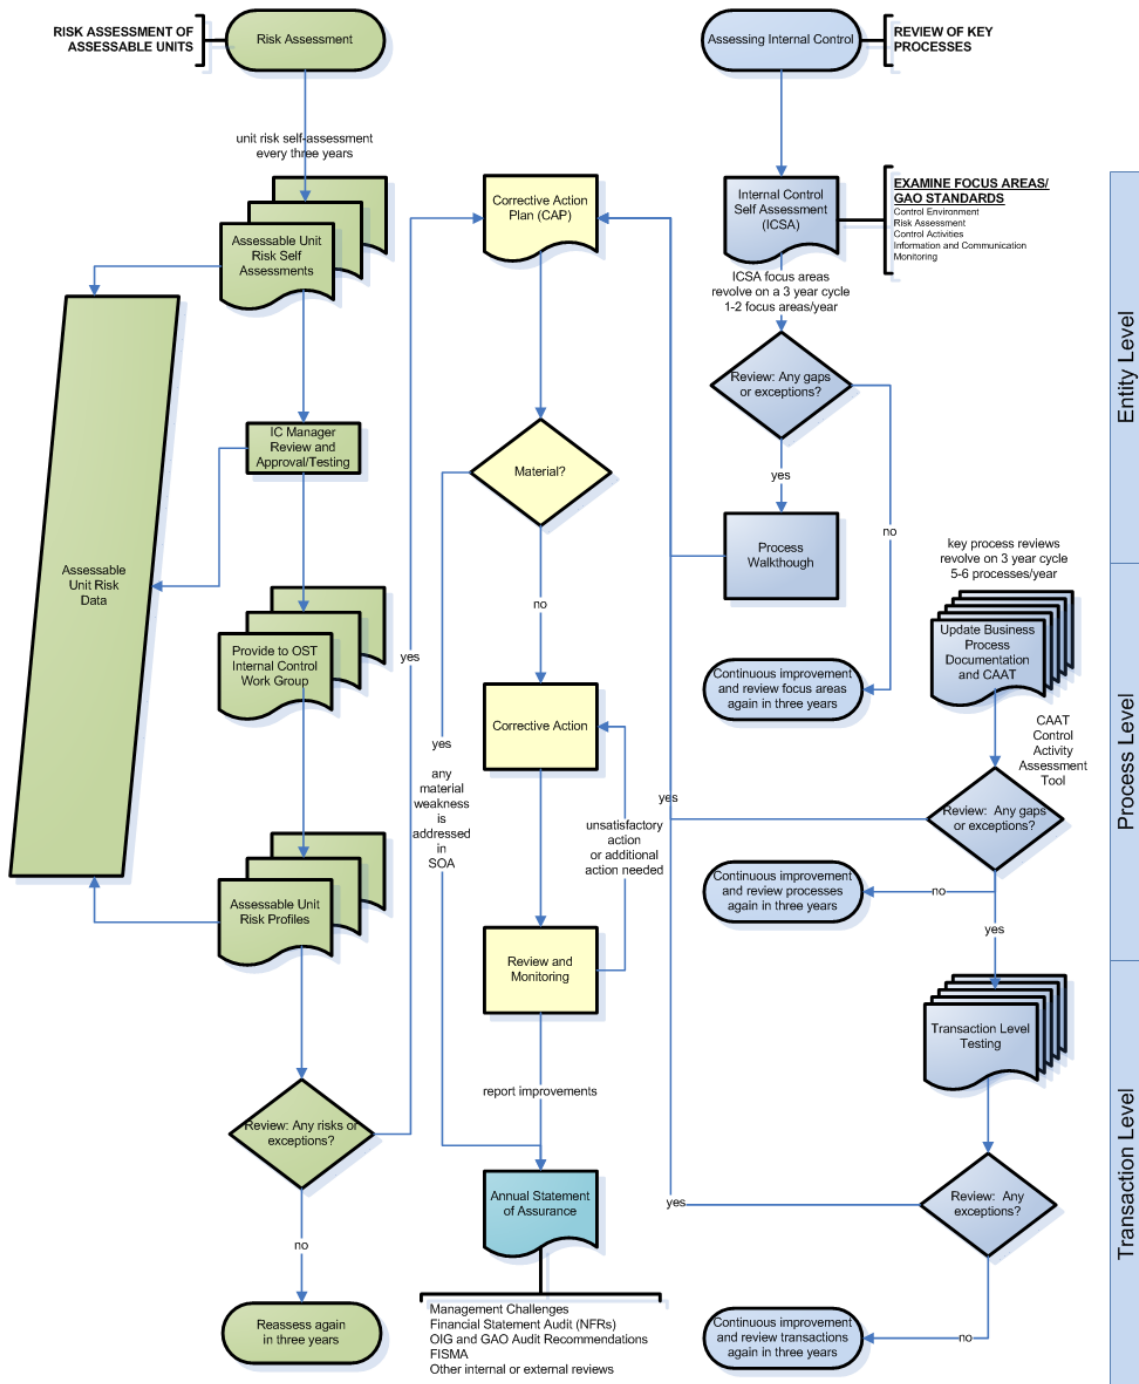 RISK ASSESSMENT OF
ASSESSABLE UNITS
Risk Assessment
unit risk self-assessment
every three years
Assessable Unit
Risk Self
Assessments
IC Manager
Review and
Approval/Testing
Assessable
Unit Risk
Data
Provide to OST
Internal Control
Work Group
Assessable Unit
Risk Profiles
Review: Any risks or
exceptions?
yes
no
Reassess again
in three years
Corrective Action
Plan (CAP)
Material?
no
yes
any
material
weakness
is
addressed
in
SOA
Corrective Action
unsatisfactory
action
or additional
action needed
Review and
Monitoring
report improvements
Annual Statement
of Assurance
Management Challenges
Financial Statement Audit (NFRs)
OIG and GAO Audit Recommendations
FISMA
Other internal or external reviews
Assessing Internal Control
REVIEW OF KEY
PROCESSES
Internal Control
Self Assessment
(ICSA)
EXAMINE FOCUS AREAS/
GAO STANDARDS
Control Environment
Risk Assessment
Control Activities
Information and Communication
Monitoring
ICSA focus areas
revolve on a 3 year cycle
1-2 focus areas/year
Review: Any gaps
or exceptions?
yes
no
Process
Walkthough
Continuous improvement
and review focus areas
again in three years
key process reviews
revolve on 3 year cycle
5-6 processes/year
Update Business
Process
Documentation
and CAAT
CAAT
Control
Activity
Assessment
Tool
Review: Any gaps
or exceptions?
yes
no
Continuous improvement
and review processes
again in three years
yes
Transaction Level
Testing
Review: Any
exceptions?
yes
no
Continuous improvement
and review transactions
again in three years
Entity Level
Process Level
Transaction Level